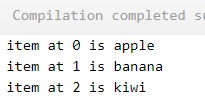 Compilation completed
item at 0 is apple
item at 1 is banana
item at 2 is kiwi